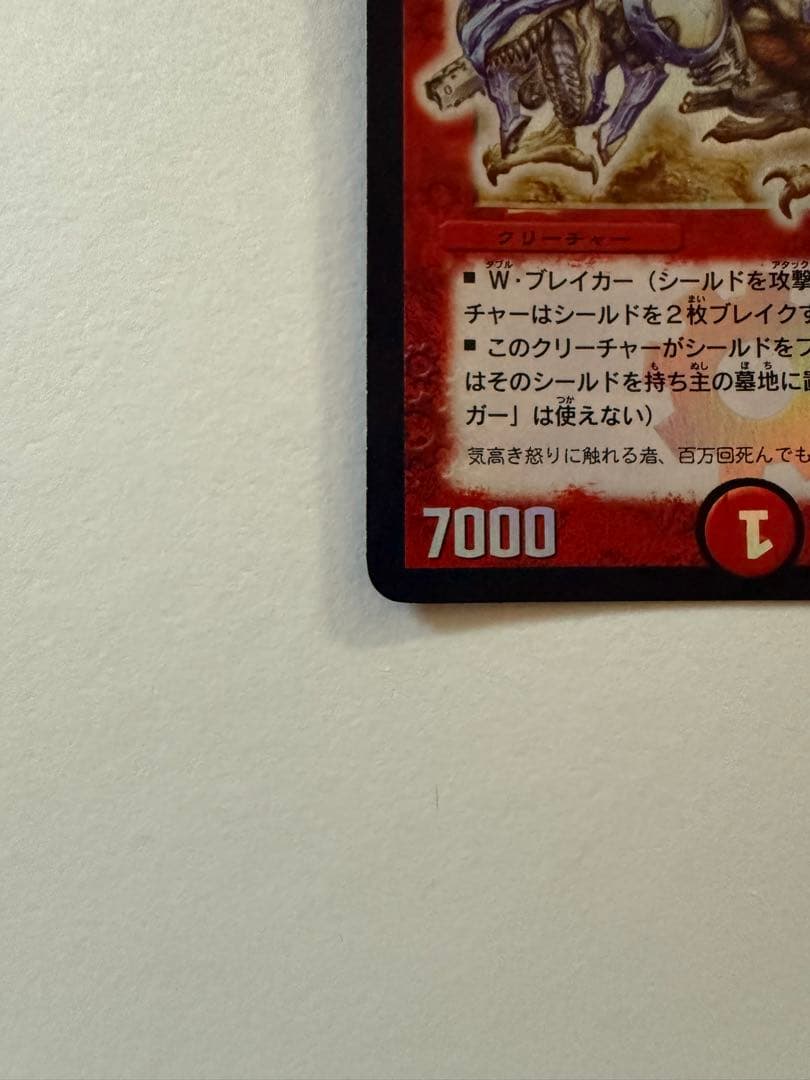 クリーチャー
■ W・ブレイカー（シールドを攻撃
チャーはシールドを2枚ブレイクす
■ このクリーチャーがシールドをブ
はそのシールドを持ち主の墓地に置
ガー」は使えない）
気高き怒りに触れる者、百万回死んでも
7000
1